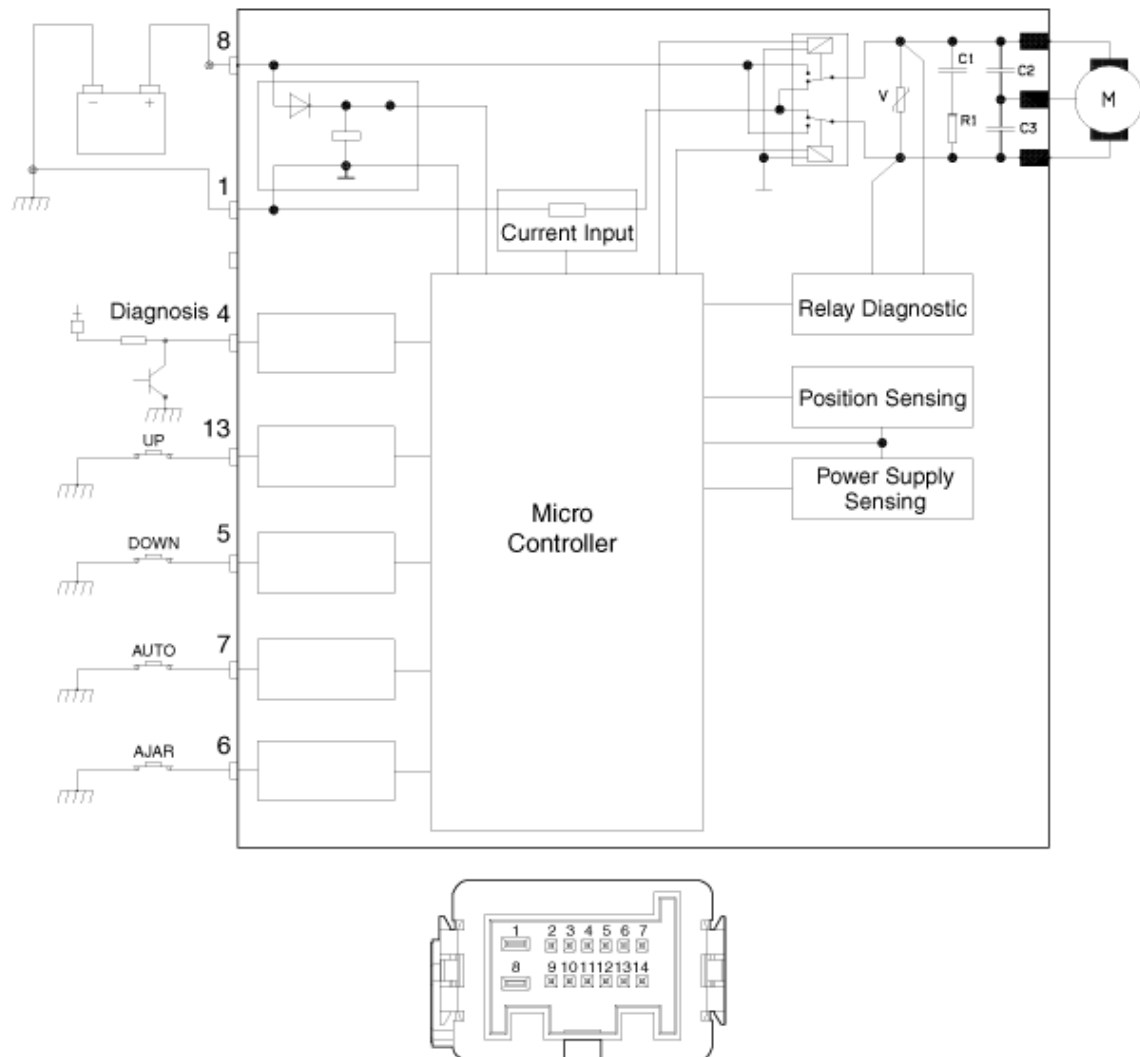 8
- +
C1
C2
V
M
R1
C3
1
Current Input
Diagnosis 4
+
Relay Diagnostic
13
UP
Position Sensing
Power Supply
Sensing
Micro
Controller
5
DOWN
7
AUTO
6
AJAR
1 2 3 4 5 6 7
8 9 10 11 12 13 14